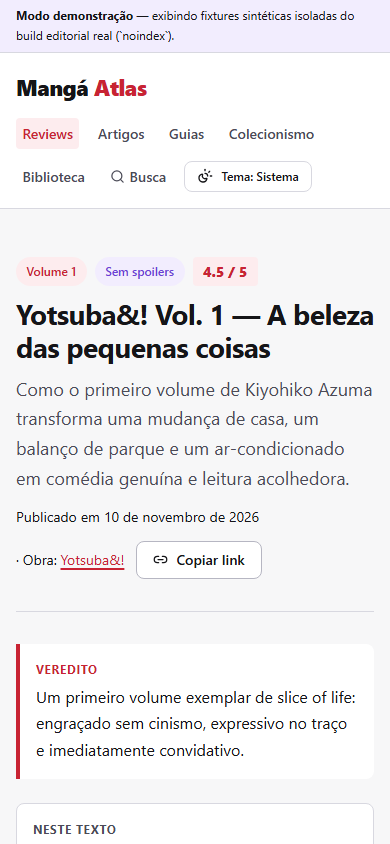 Modo demonstração — exibindo fixtures sintéticas isoladas do
build editorial real (`noindex`).
Mangá Atlas
Reviews Artigos Guias Colecionismo
Biblioteca Busca Tema: Sistema
Volume 1 Sem spoilers 4.5 / 5
Yotsuba&! Vol. 1 — A beleza
das pequenas coisas
Como o primeiro volume de Kiyohiko Azuma
transforma uma mudança de casa, um
balanço de parque e um ar-condicionado
em comédia genuína e leitura acolhedora.
Publicado em 10 de novembro de 2026
· Obra: Yotsuba&! Copiar link
VEREDITO
Um primeiro volume exemplar de slice of life:
engraçado sem cinismo, expressivo no traço
e imediatamente convidativo.
NESTE TEXTO